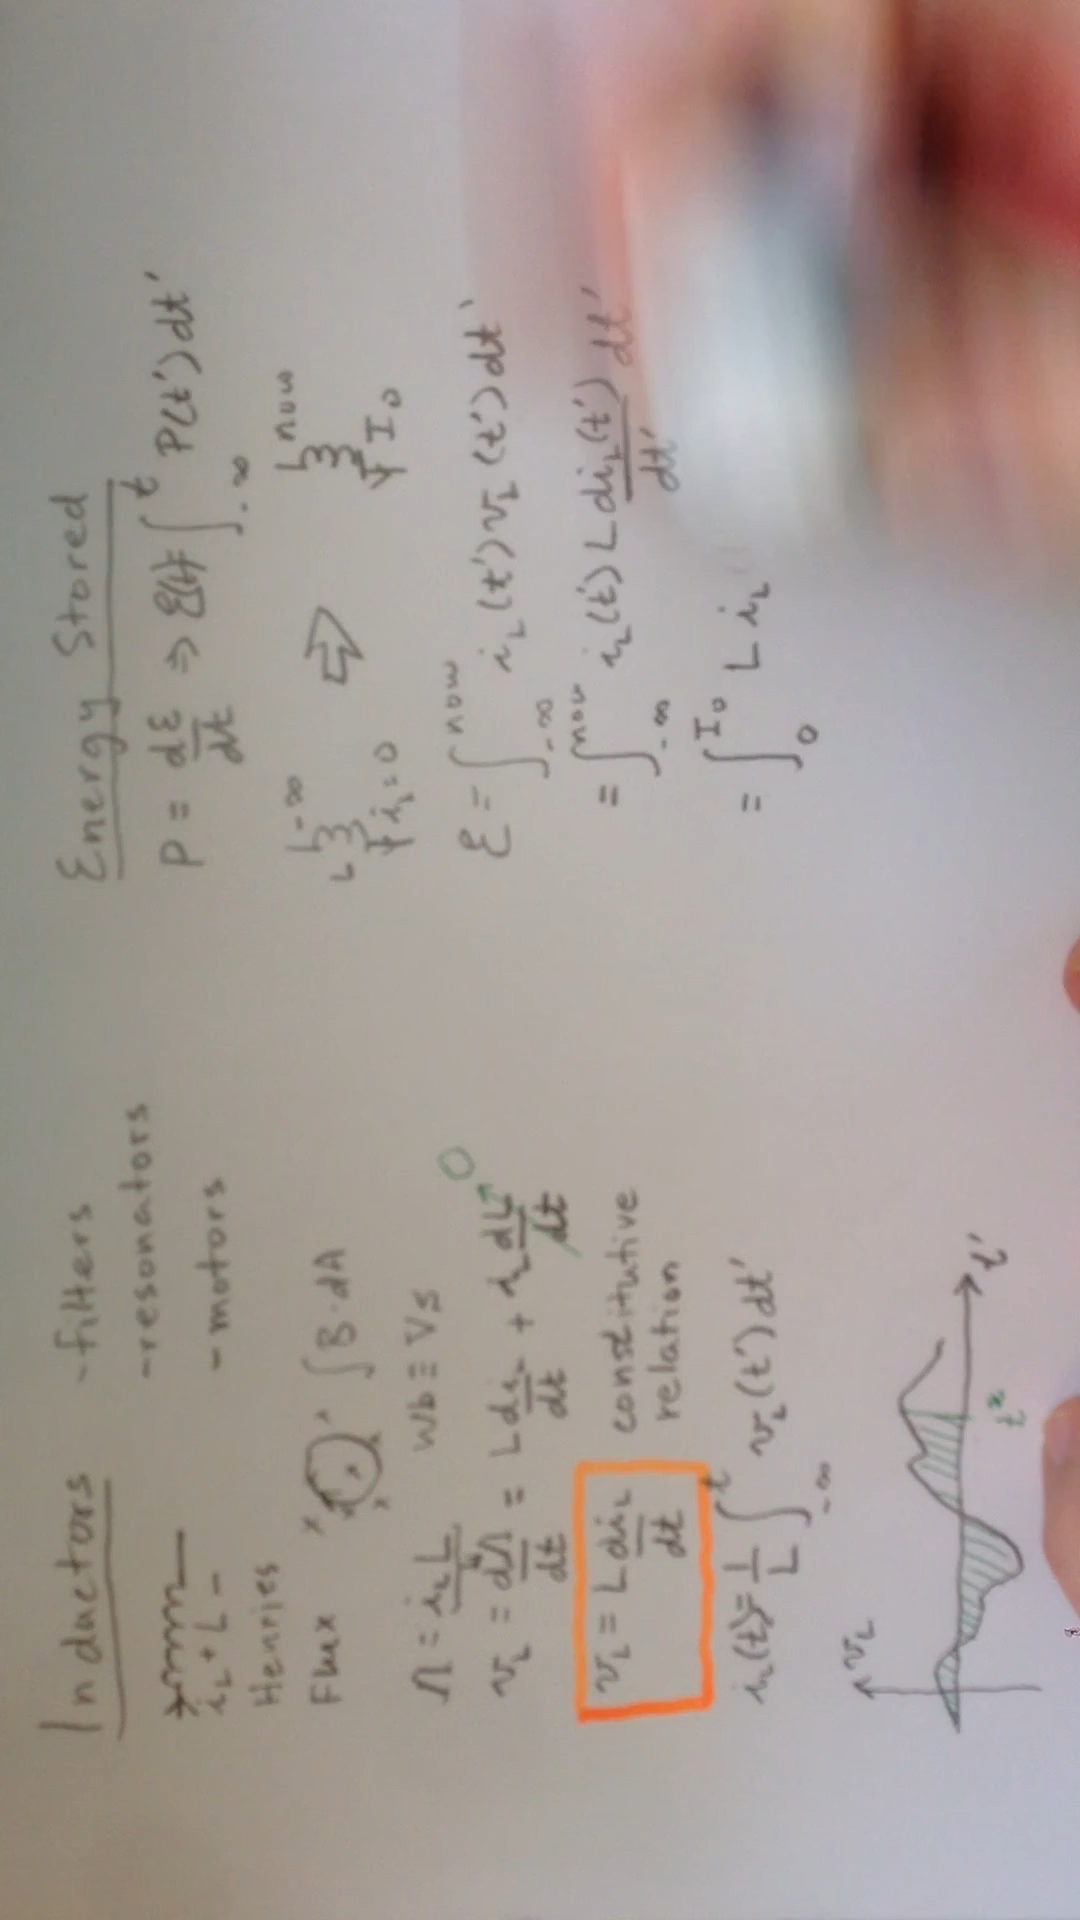 Inductors
-filters
-resonators
-motors
i_L + L -
Henries
Flux ∫B·dA
Λ = i_L L Wb ≡ Vs
v_L = dΛ/dt = L di_L/dt + i_L dL/dt 0
v_L = L di_L/dt constitutive relation
i_L(t) = 1/L ∫_{-∞}^{t} v_L(t')dt'
v_L
t'
Energy Stored
P = dE/dt ⇒ E(t) ∫_{-∞}^{t} P(t')dt'
-∞ now
L i_L=0 ⇒ I_0
E = ∫_{-∞}^{now} i_L(t') v_L(t')dt'
= ∫_{-∞}^{now} i_L(t') L di_L(t')/dt' dt'
= ∫_0^{I_0} L i_L